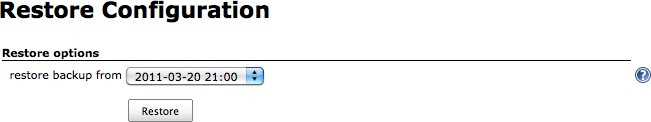 Restore Configuration
Restore options
restore backup from 2011-03-20 21:00 ?
Restore